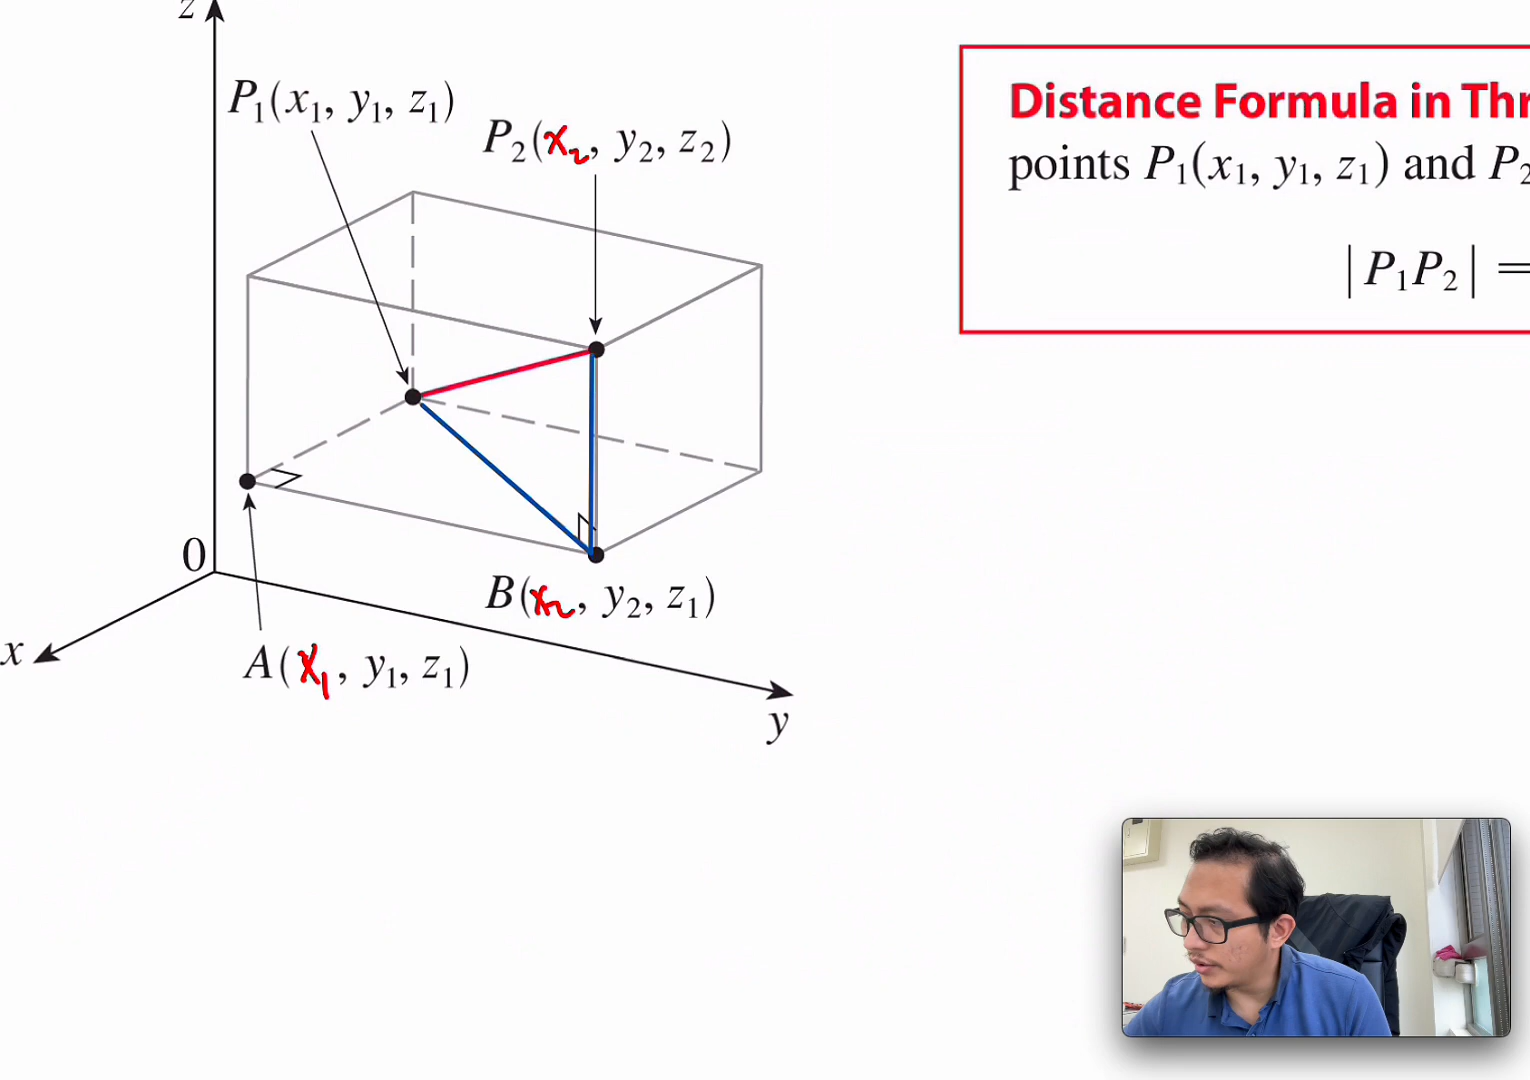 z
P₁(x₁, y₁, z₁)
P₂(x₂, y₂, z₂)
0
x
A(x₁, y₁, z₁)
B(x₂, y₂, z₁)
y
Distance Formula in Thr
points P₁(x₁, y₁, z₁) and P₂
|P₁P₂| =